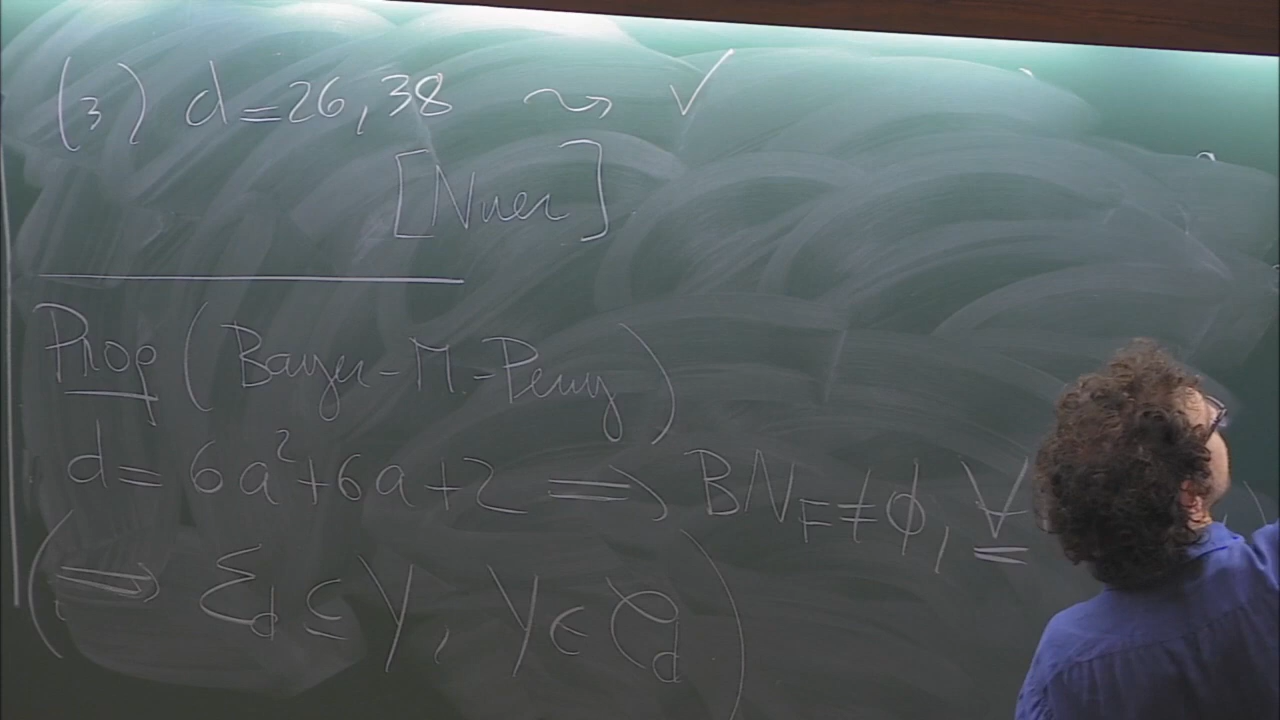 (3) d=26,38 ⇝ ✓
[Nuer]
Prop (Bayer-M.-Perry)
d = 6a²+6a+2 ⟹ BN_F ≠ ∅, ∀
(⟹ Σ_d ⊆ Y, Y ∈ 𝒞_d)